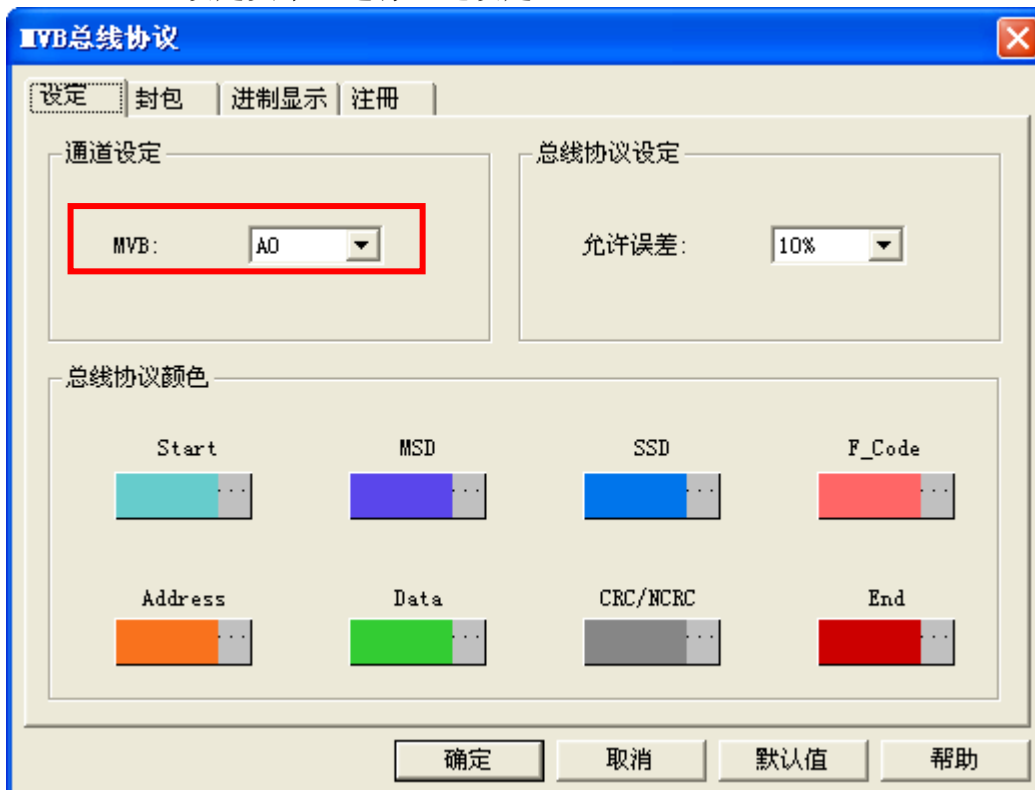 MVB总线协议
设定 封包 进制显示 注冊
通道设定
MVB: A0
总线协议设定
允许误差: 10%
总线协议颜色
Start MSD SSD F_Code
... ... ... ...
Address Data CRC/NCRC End
... ... ... ...
确定 取消 默认值 帮助